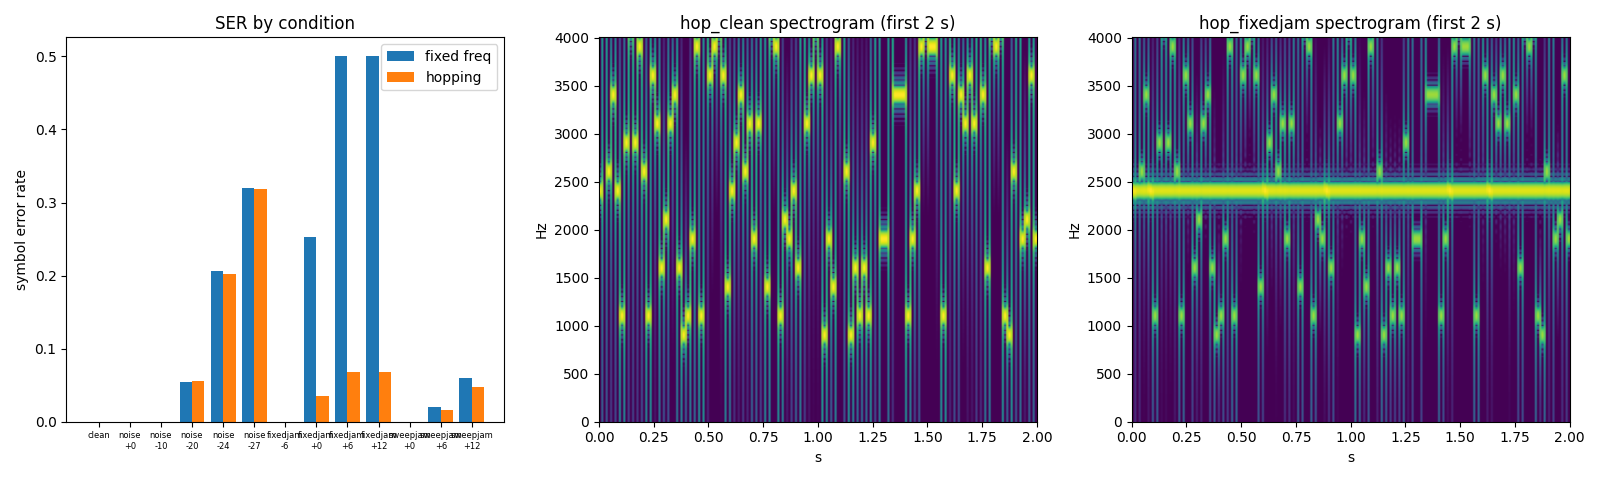 SER by condition
fixed freq
hopping
symbol error rate
0.5
0.4
0.3
0.2
0.1
0.0
clean noise noise noise noise noise fixedjam fixedjam fixedjam fixedjam sweepjam sweepjam sweepjam
+0 -10 -20 -24 -27 -6 +0 +6 +12 +0 +6 +12
hop_clean spectrogram (first 2 s)
Hz
4000
3500
3000
2500
2000
1500
1000
500
0
0.00 0.25 0.50 0.75 1.00 1.25 1.50 1.75 2.00
s
hop_fixedjam spectrogram (first 2 s)
Hz
4000
3500
3000
2500
2000
1500
1000
500
0
0.00 0.25 0.50 0.75 1.00 1.25 1.50 1.75 2.00
s